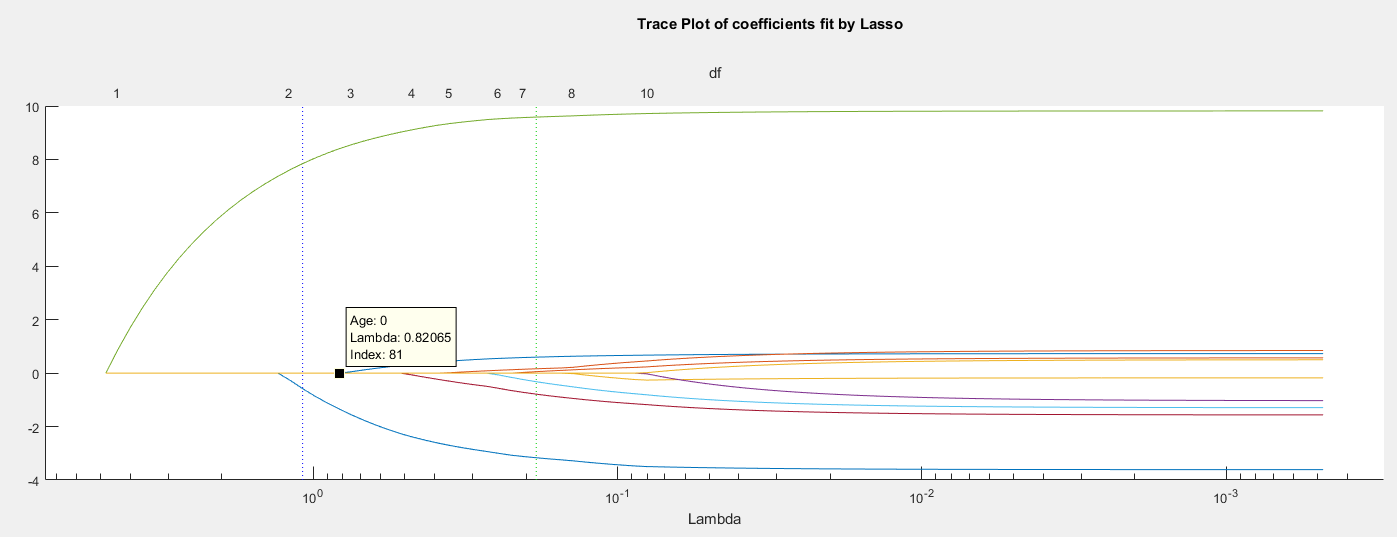 Trace Plot of coefficients fit by Lasso
df
1 2 3 4 5 6 7 8 10
10
8
6
4
2
0
-2
-4
Age: 0
Lambda: 0.82065
Index: 81
10^0 10^-1 10^-2 10^-3
Lambda